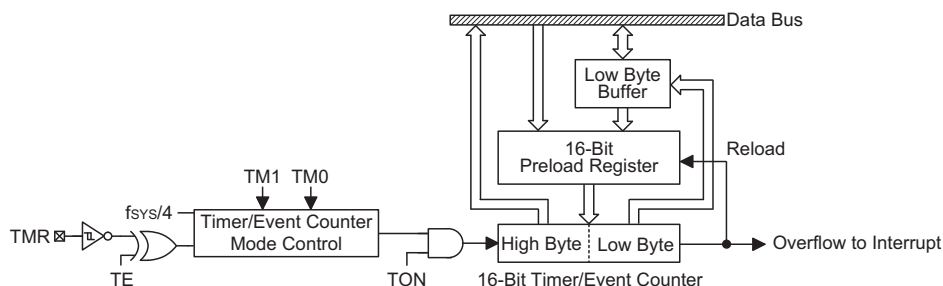 Data Bus
Low Byte
Buffer
16-Bit
Preload Register
Reload
TM1 TM0
fSYS/4
Timer/Event Counter
Mode Control
TMR
TE
TON
High Byte Low Byte
Overflow to Interrupt
16-Bit Timer/Event Counter